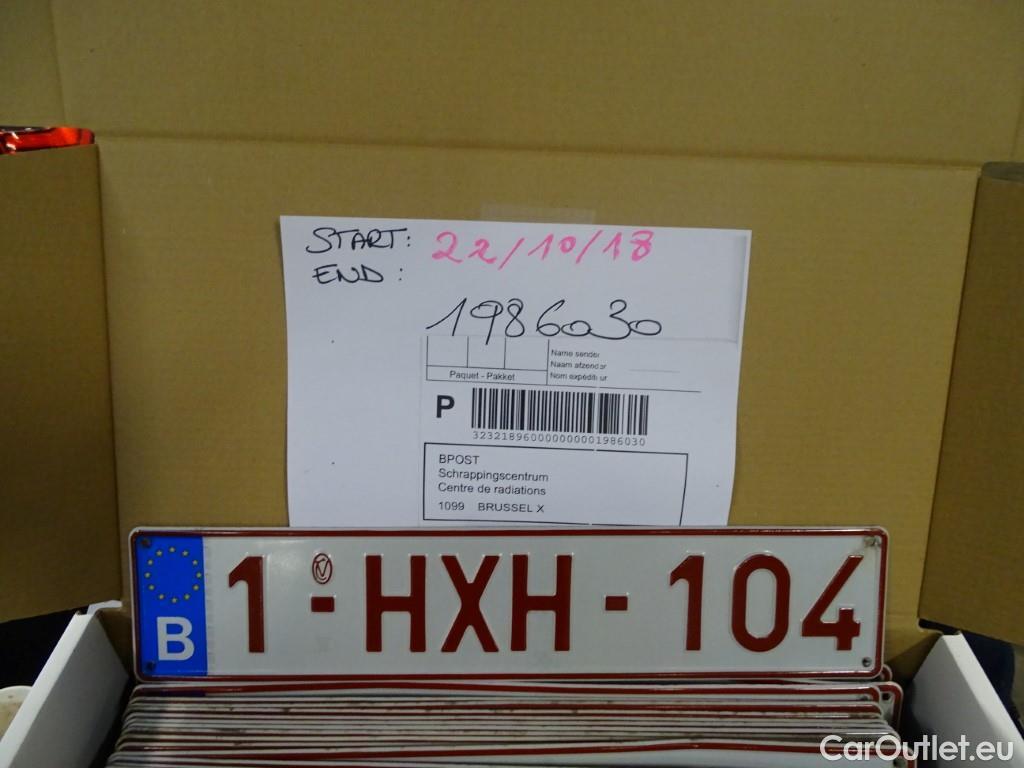 START: 22/10/18
END :
1986030
Name sender
Naam afzender
Nom expéditeur
Paquet - Pakket
P
323218960000000001986030
BPOST
Schrappingscentrum
Centre de radiations
1099 BRUSSEL X
B 1-HXH-104
CarOutlet.eu